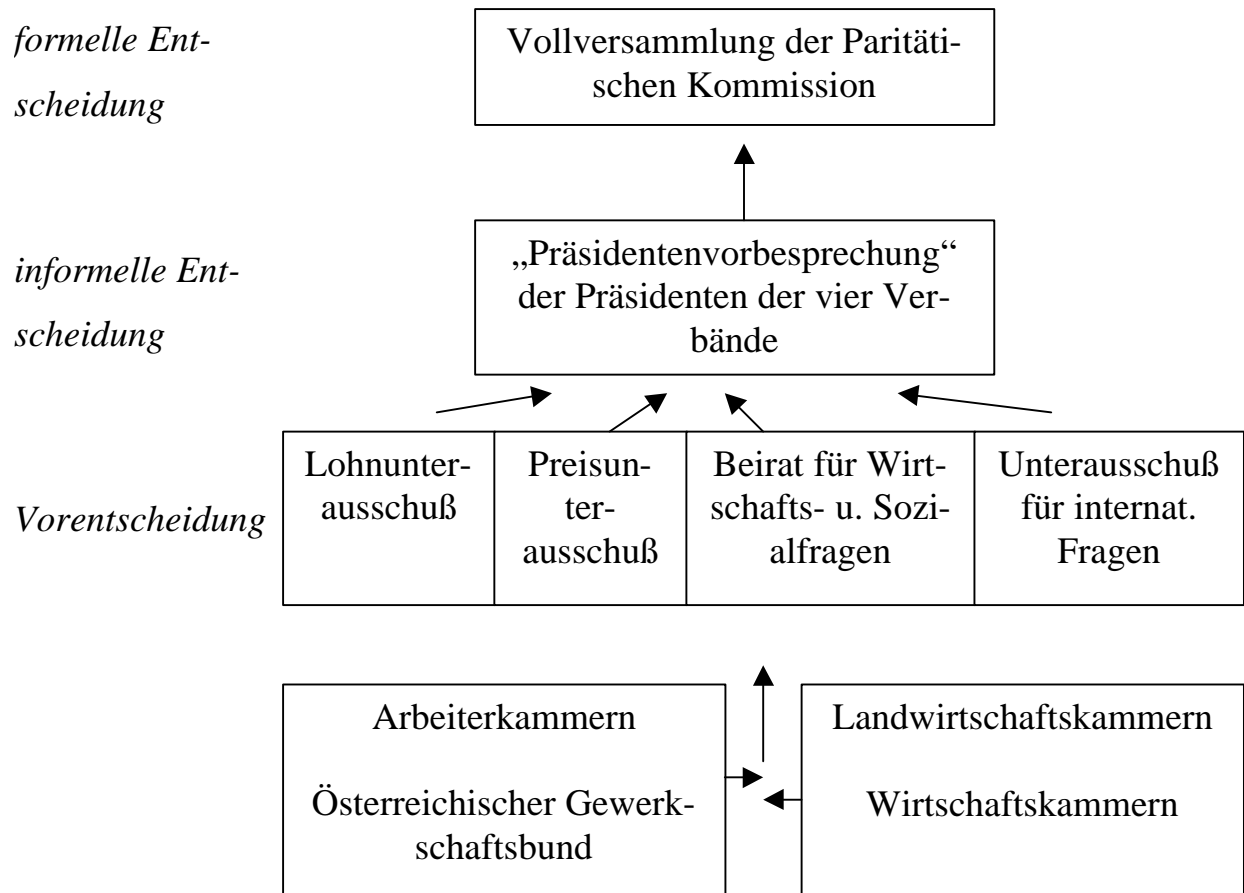 formelle Ent-
scheidung
Vollversammlung der Paritäti-
schen Kommission
informelle Ent-
scheidung
„Präsidentenvorbesprechung“
der Präsidenten der vier Ver-
bände
Vorentscheidung
Lohnunter-
ausschuß
Preisun-
ter-
ausschuß
Beirat für Wirt-
schafts- u. Sozi-
alfragen
Unterausschuß
für internat.
Fragen
Arbeiterkammern
Österreichischer Gewerk-
schaftsbund
Landwirtschaftskammern
Wirtschaftskammern